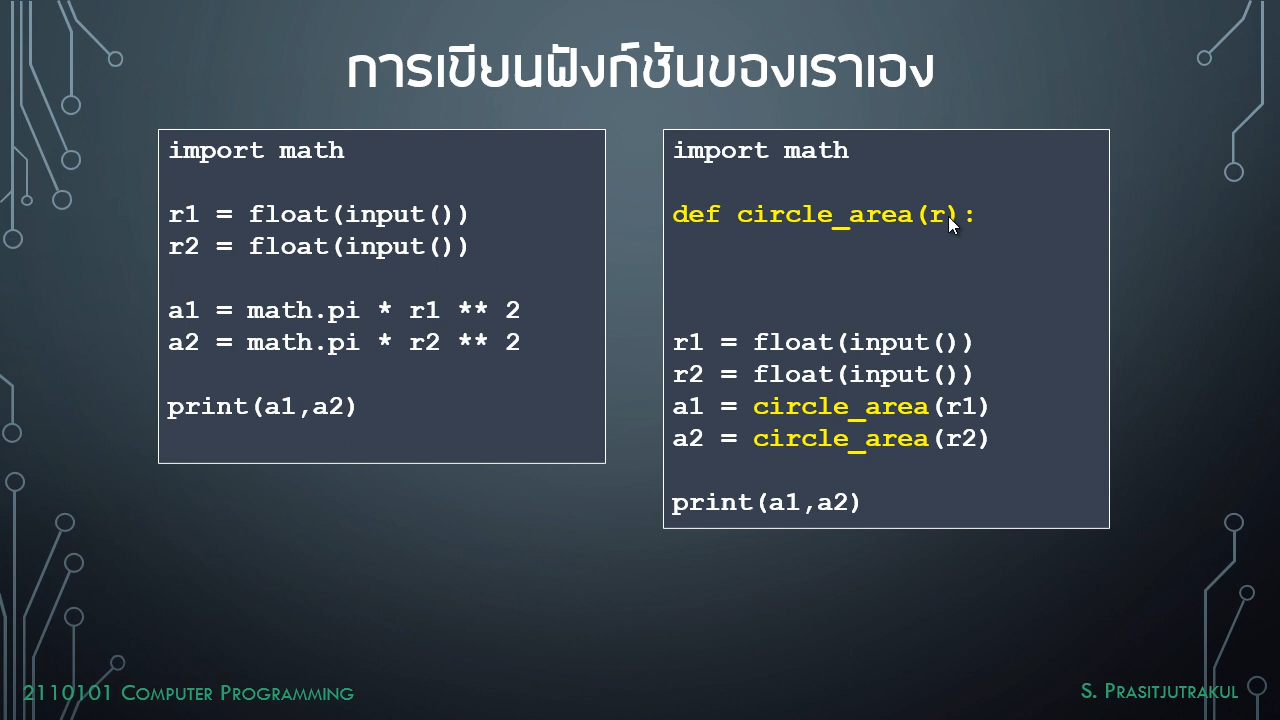 การเขียนฟังก์ชันของเราเอง
import math
r1 = float(input())
r2 = float(input())
a1 = math.pi * r1 ** 2
a2 = math.pi * r2 ** 2
print(a1,a2)
import math
def circle_area(r):
r1 = float(input())
r2 = float(input())
a1 = circle_area(r1)
a2 = circle_area(r2)
print(a1,a2)
2110101 Computer Programming
S. Prasitjutrakul